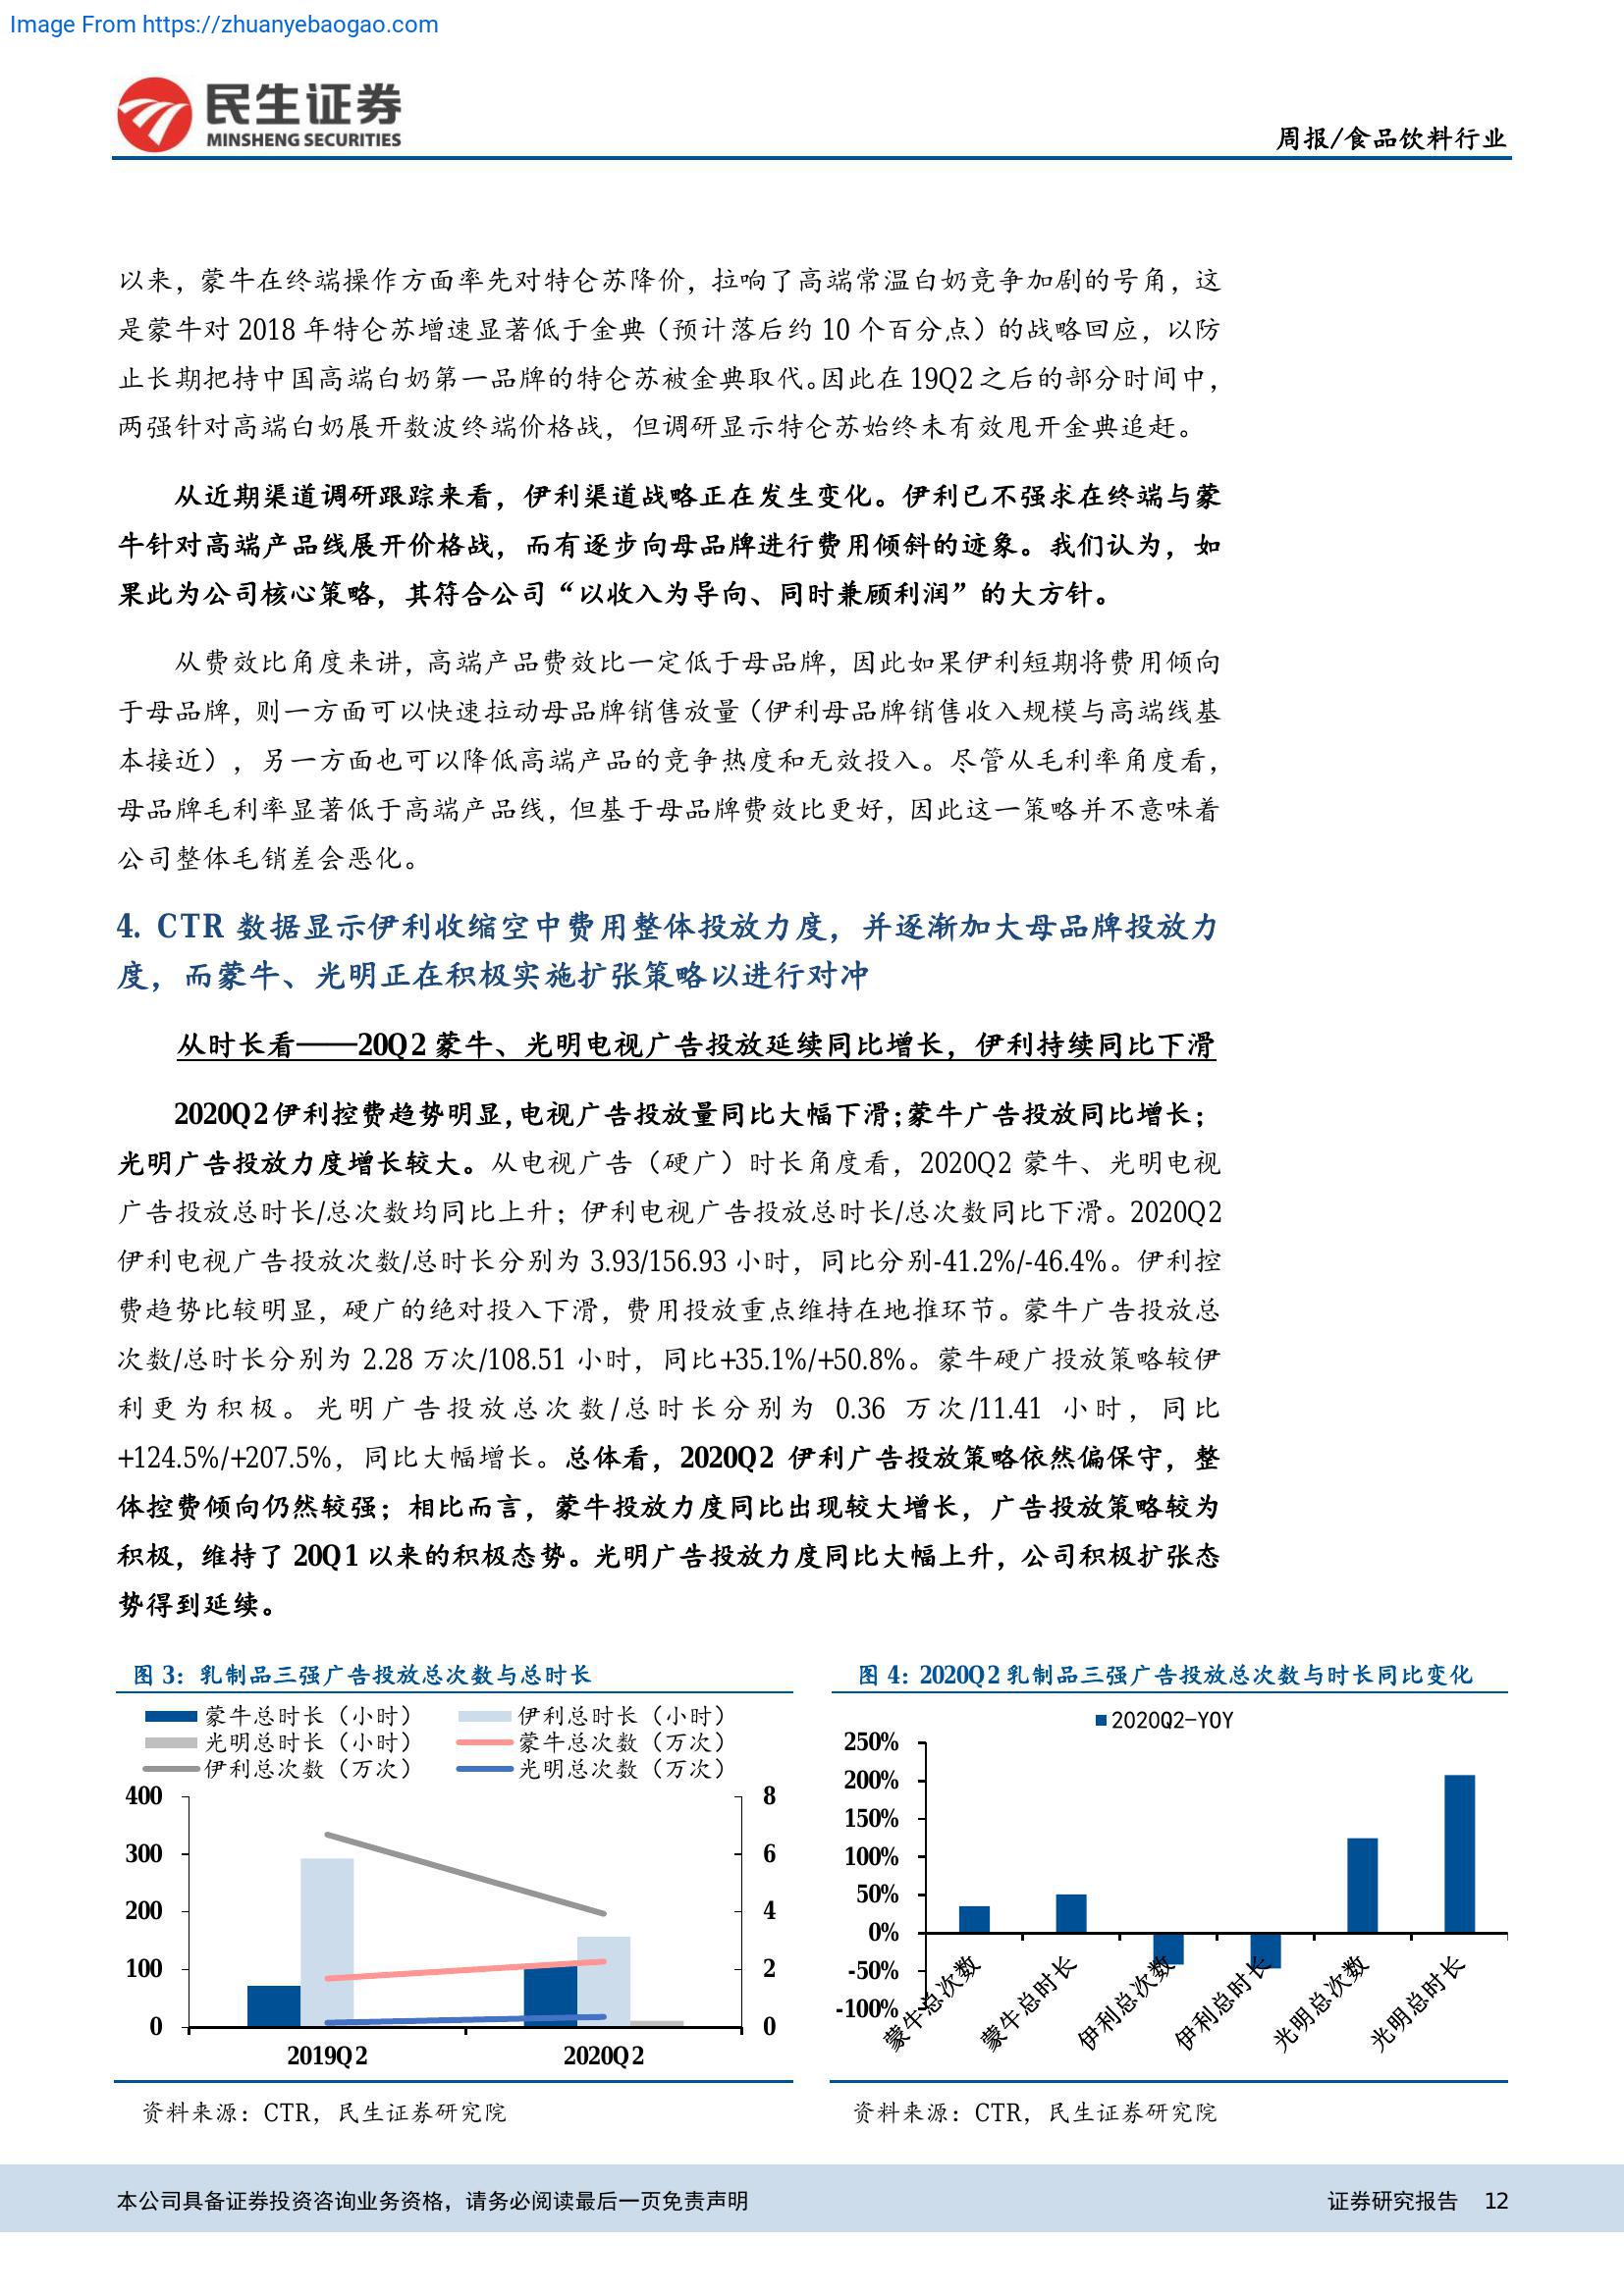 Image From https://zhuanyebaogao.com
民生证券
MINSHENG SECURITIES
周报/食品饮料行业
以来，蒙牛在终端操作方面率先对特仑苏降价，拉响了高端常温白奶竞争加剧的号角，这
是蒙牛对 2018 年特仑苏增速显著低于金典（预计落后约 10 个百分点）的战略回应，以防
止长期把持中国高端白奶第一品牌的特仑苏被金典取代。因此在 19Q2 之后的部分时间中，
两强针对高端白奶展开数波终端价格战，但调研显示特仑苏始终未有效甩开金典追赶。
从近期渠道调研跟踪来看，伊利渠道战略正在发生变化。伊利已不强求在终端与蒙
牛针对高端产品线展开价格战，而有逐步向母品牌进行费用倾斜的迹象。我们认为，如
果此为公司核心策略，其符合公司“以收入为导向、同时兼顾利润”的大方针。
从费效比角度来讲，高端产品费效比一定低于母品牌，因此如果伊利短期将费用倾向
于母品牌，则一方面可以快速拉动母品牌销售放量（伊利母品牌销售收入规模与高端线基
本接近），另一方面也可以降低高端产品的竞争热度和无效投入。尽管从毛利率角度看，
母品牌毛利率显著低于高端产品线，但基于母品牌费效比更好，因此这一策略并不意味着
公司整体毛销差会恶化。
4. CTR 数据显示伊利收缩空中费用整体投放力度，并逐渐加大母品牌投放力
度，而蒙牛、光明正在积极实施扩张策略以进行对冲
从时长看——20Q2 蒙牛、光明电视广告投放延续同比增长，伊利持续同比下滑
2020Q2 伊利控费趋势明显，电视广告投放量同比大幅下滑；蒙牛广告投放同比增长；
光明广告投放力度增长较大。从电视广告（硬广）时长角度看，2020Q2 蒙牛、光明电视
广告投放总时长/总次数均同比上升；伊利电视广告投放总时长/总次数同比下滑。2020Q2
伊利电视广告投放次数/总时长分别为 3.93/156.93 小时，同比分别-41.2%/-46.4%。伊利控
费趋势比较明显，硬广的绝对投入下滑，费用投放重点维持在地推环节。蒙牛广告投放总
次数/总时长分别为 2.28 万次/108.51 小时，同比+35.1%/+50.8%。蒙牛硬广投放策略较伊
利更为积极。光明广告投放总次数/总时长分别为 0.36 万次/11.41 小时，同比
+124.5%/+207.5%，同比大幅增长。总体看，2020Q2 伊利广告投放策略依然偏保守，整
体控费倾向仍然较强；相比而言，蒙牛投放力度同比出现较大增长，广告投放策略较为
积极，维持了 20Q1 以来的积极态势。光明广告投放力度同比大幅上升，公司积极扩张态
势得到延续。
图 3：乳制品三强广告投放总次数与总时长
蒙牛总时长（小时） 伊利总时长（小时）
光明总时长（小时） 蒙牛总次数（万次）
伊利总次数（万次） 光明总次数（万次）
400 8
300 6
200 4
100 2
0 0
2019Q2 2020Q2
资料来源：CTR，民生证券研究院
图 4：2020Q2 乳制品三强广告投放总次数与时长同比变化
2020Q2-YOY
250%
200%
150%
100%
50%
0%
-50%
-100%
蒙牛总次数 蒙牛总时长 伊利总次数 伊利总时长 光明总次数 光明总时长
资料来源：CTR，民生证券研究院
本公司具备证券投资咨询业务资格，请务必阅读最后一页免责声明
证券研究报告 12